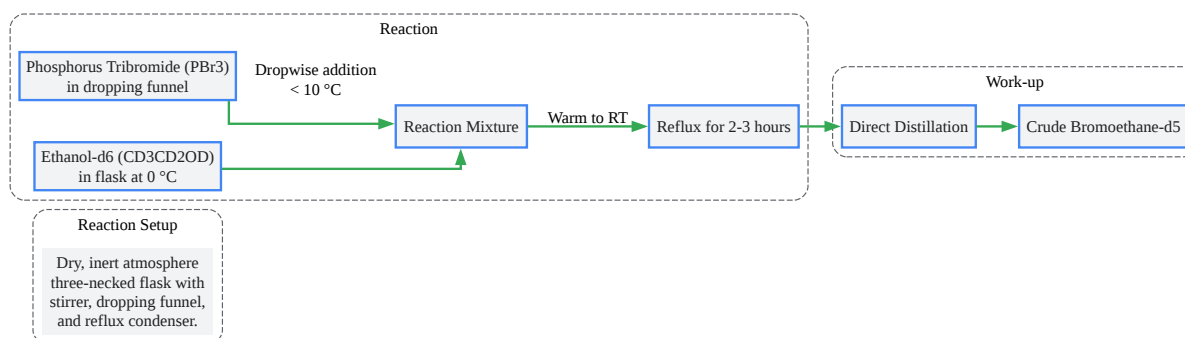 Reaction
Phosphorus Tribromide (PBr3)
in dropping funnel
Dropwise addition
< 10 °C
Reaction Mixture
Warm to RT
Reflux for 2-3 hours
Ethanol-d6 (CD3CD2OD)
in flask at 0 °C
Work-up
Direct Distillation
Crude Bromoethane-d5
Reaction Setup
Dry, inert atmosphere
three-necked flask with
stirrer, dropping funnel,
and reflux condenser.